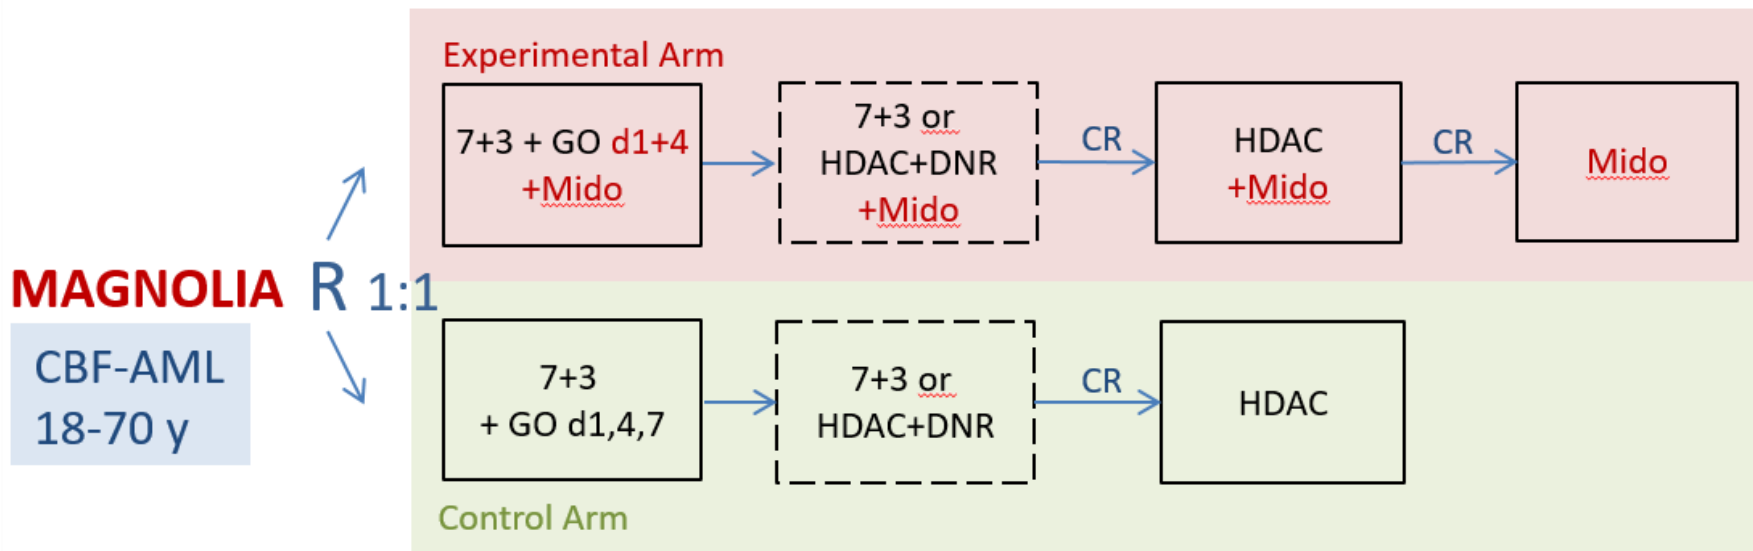 Experimental Arm
7+3 + GO d1+4
+Mido
7+3 or
HDAC+DNR
+Mido
CR
HDAC
+Mido
CR
Mido
MAGNOLIA R 1:1
CBF-AML
18-70 y
7+3
+ GO d1,4,7
7+3 or
HDAC+DNR
CR
HDAC
Control Arm